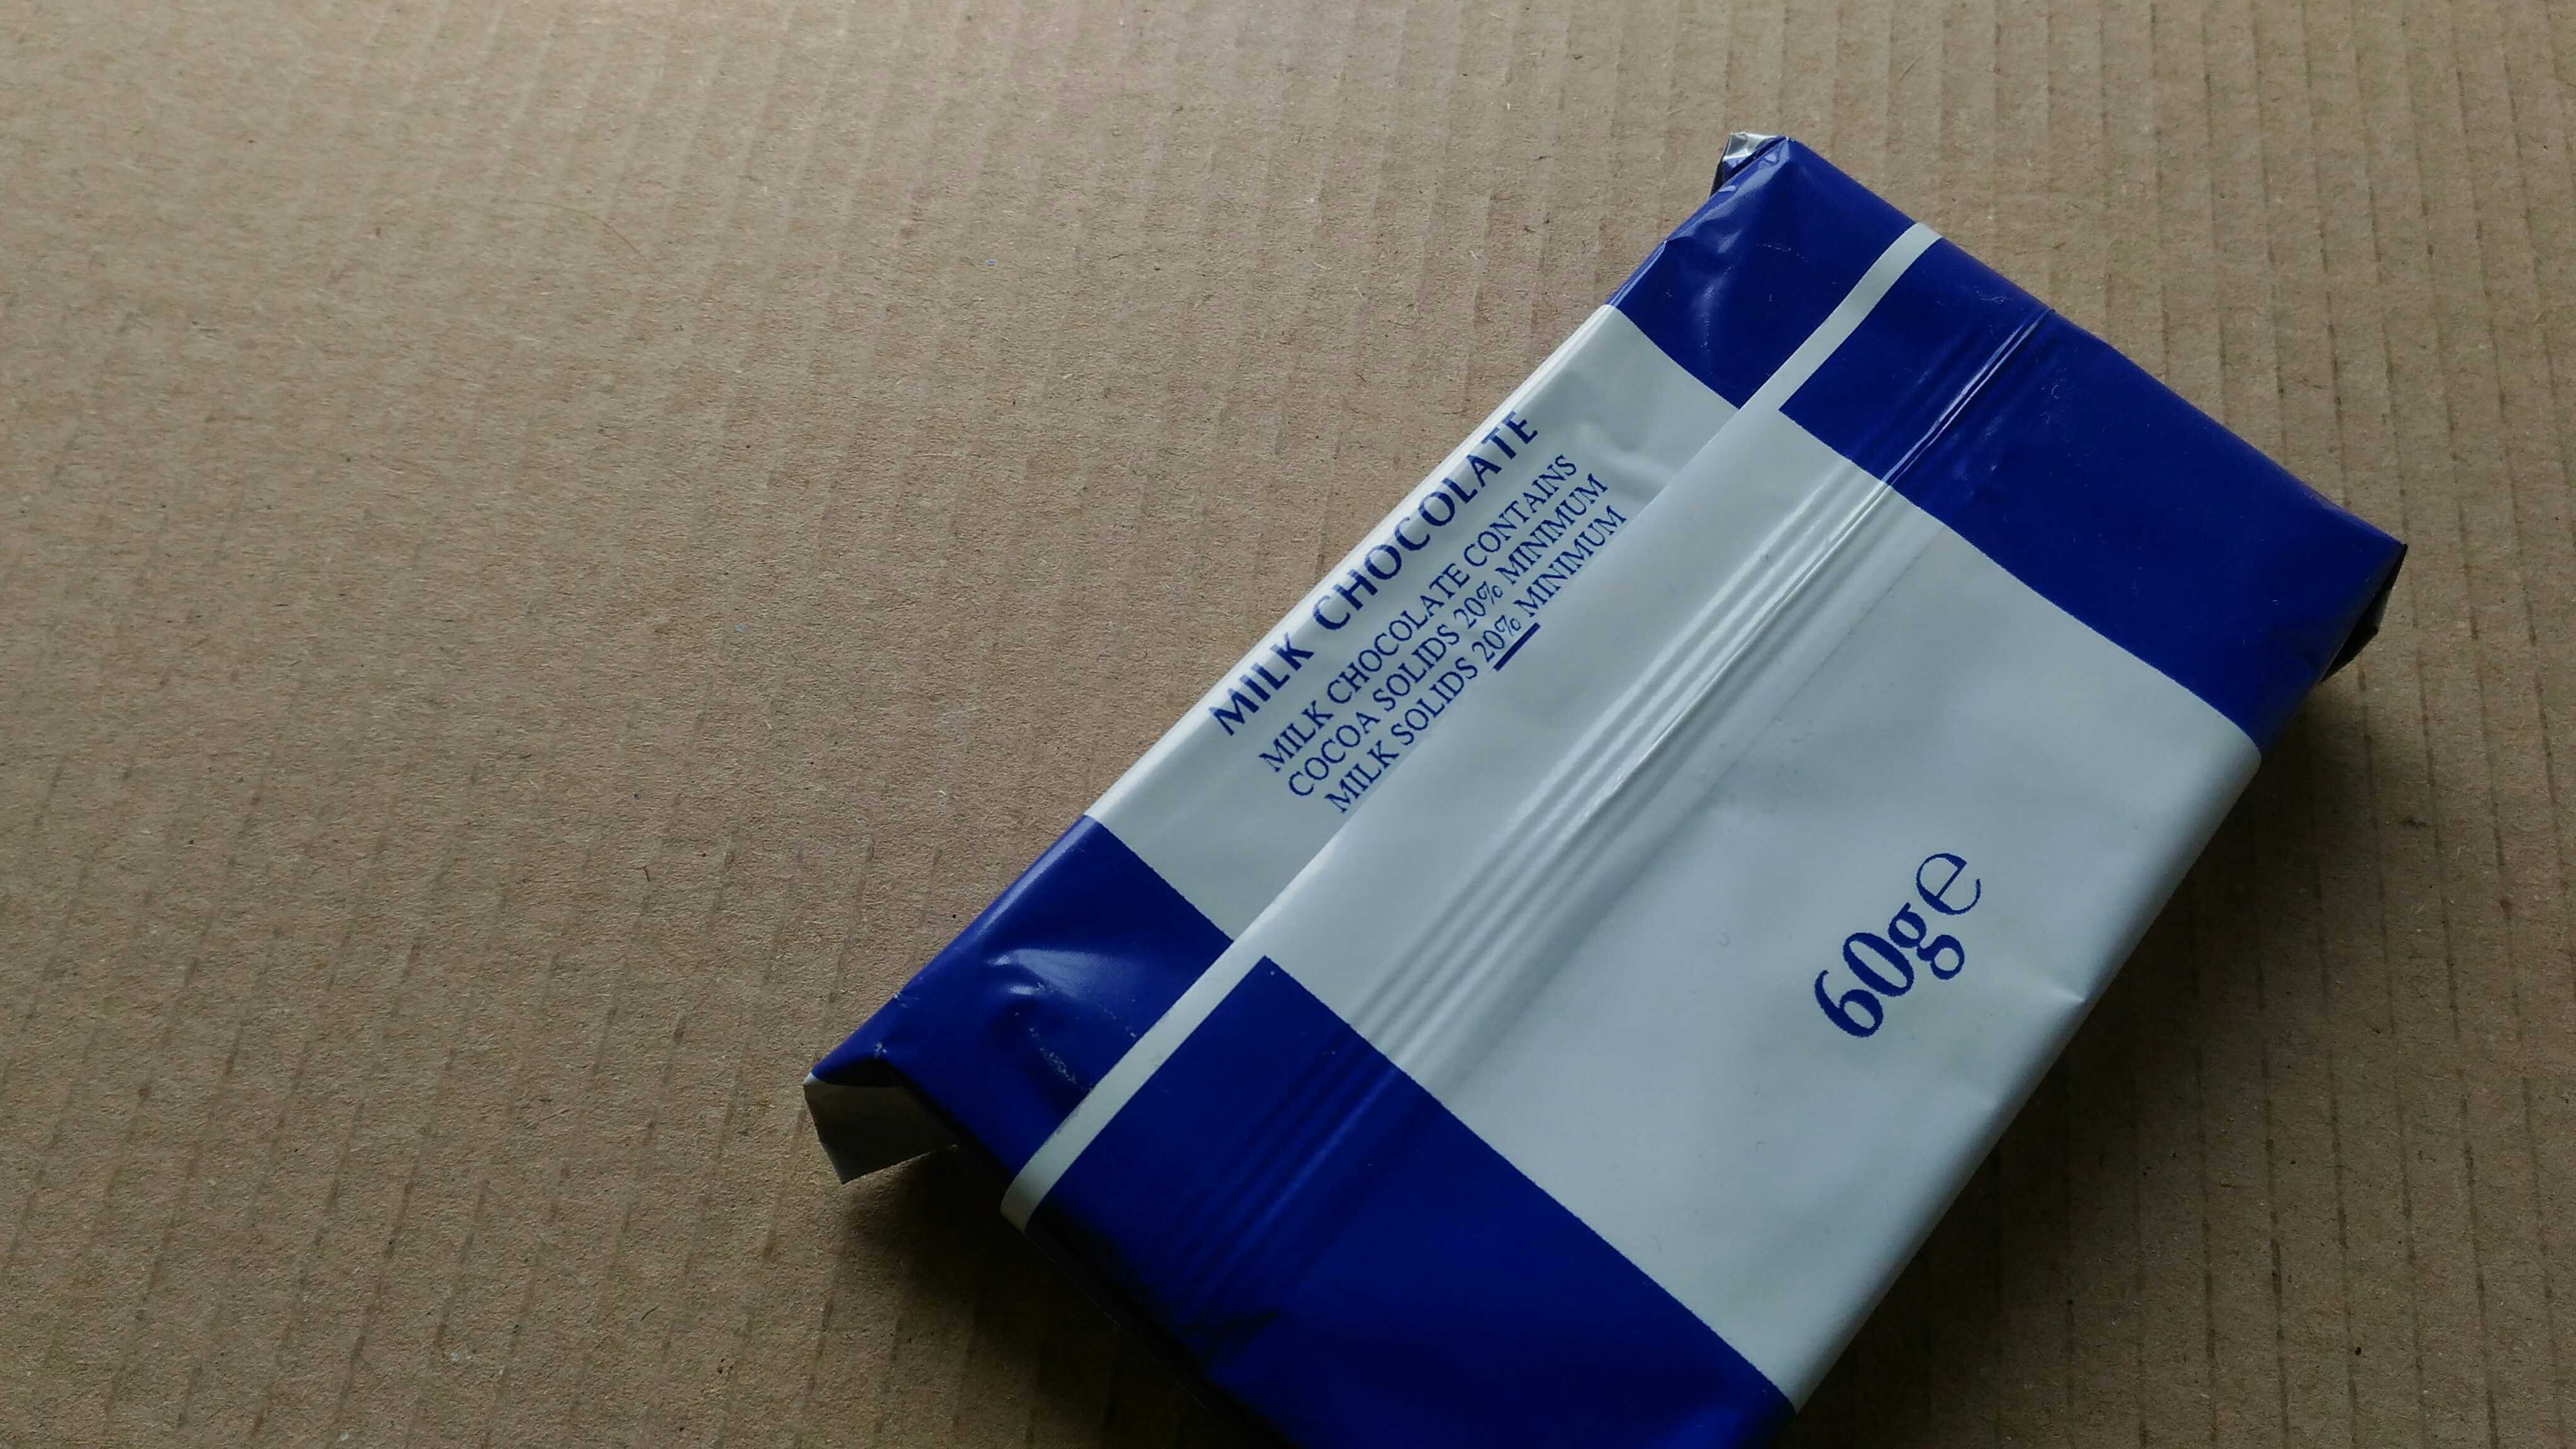 MILK CHOCOLATE
MILK CHOCOLATE CONTAINS
COCOA SOLIDS 20% MINIMUM
MILK SOLIDS 20% MINIMUM
60g℮